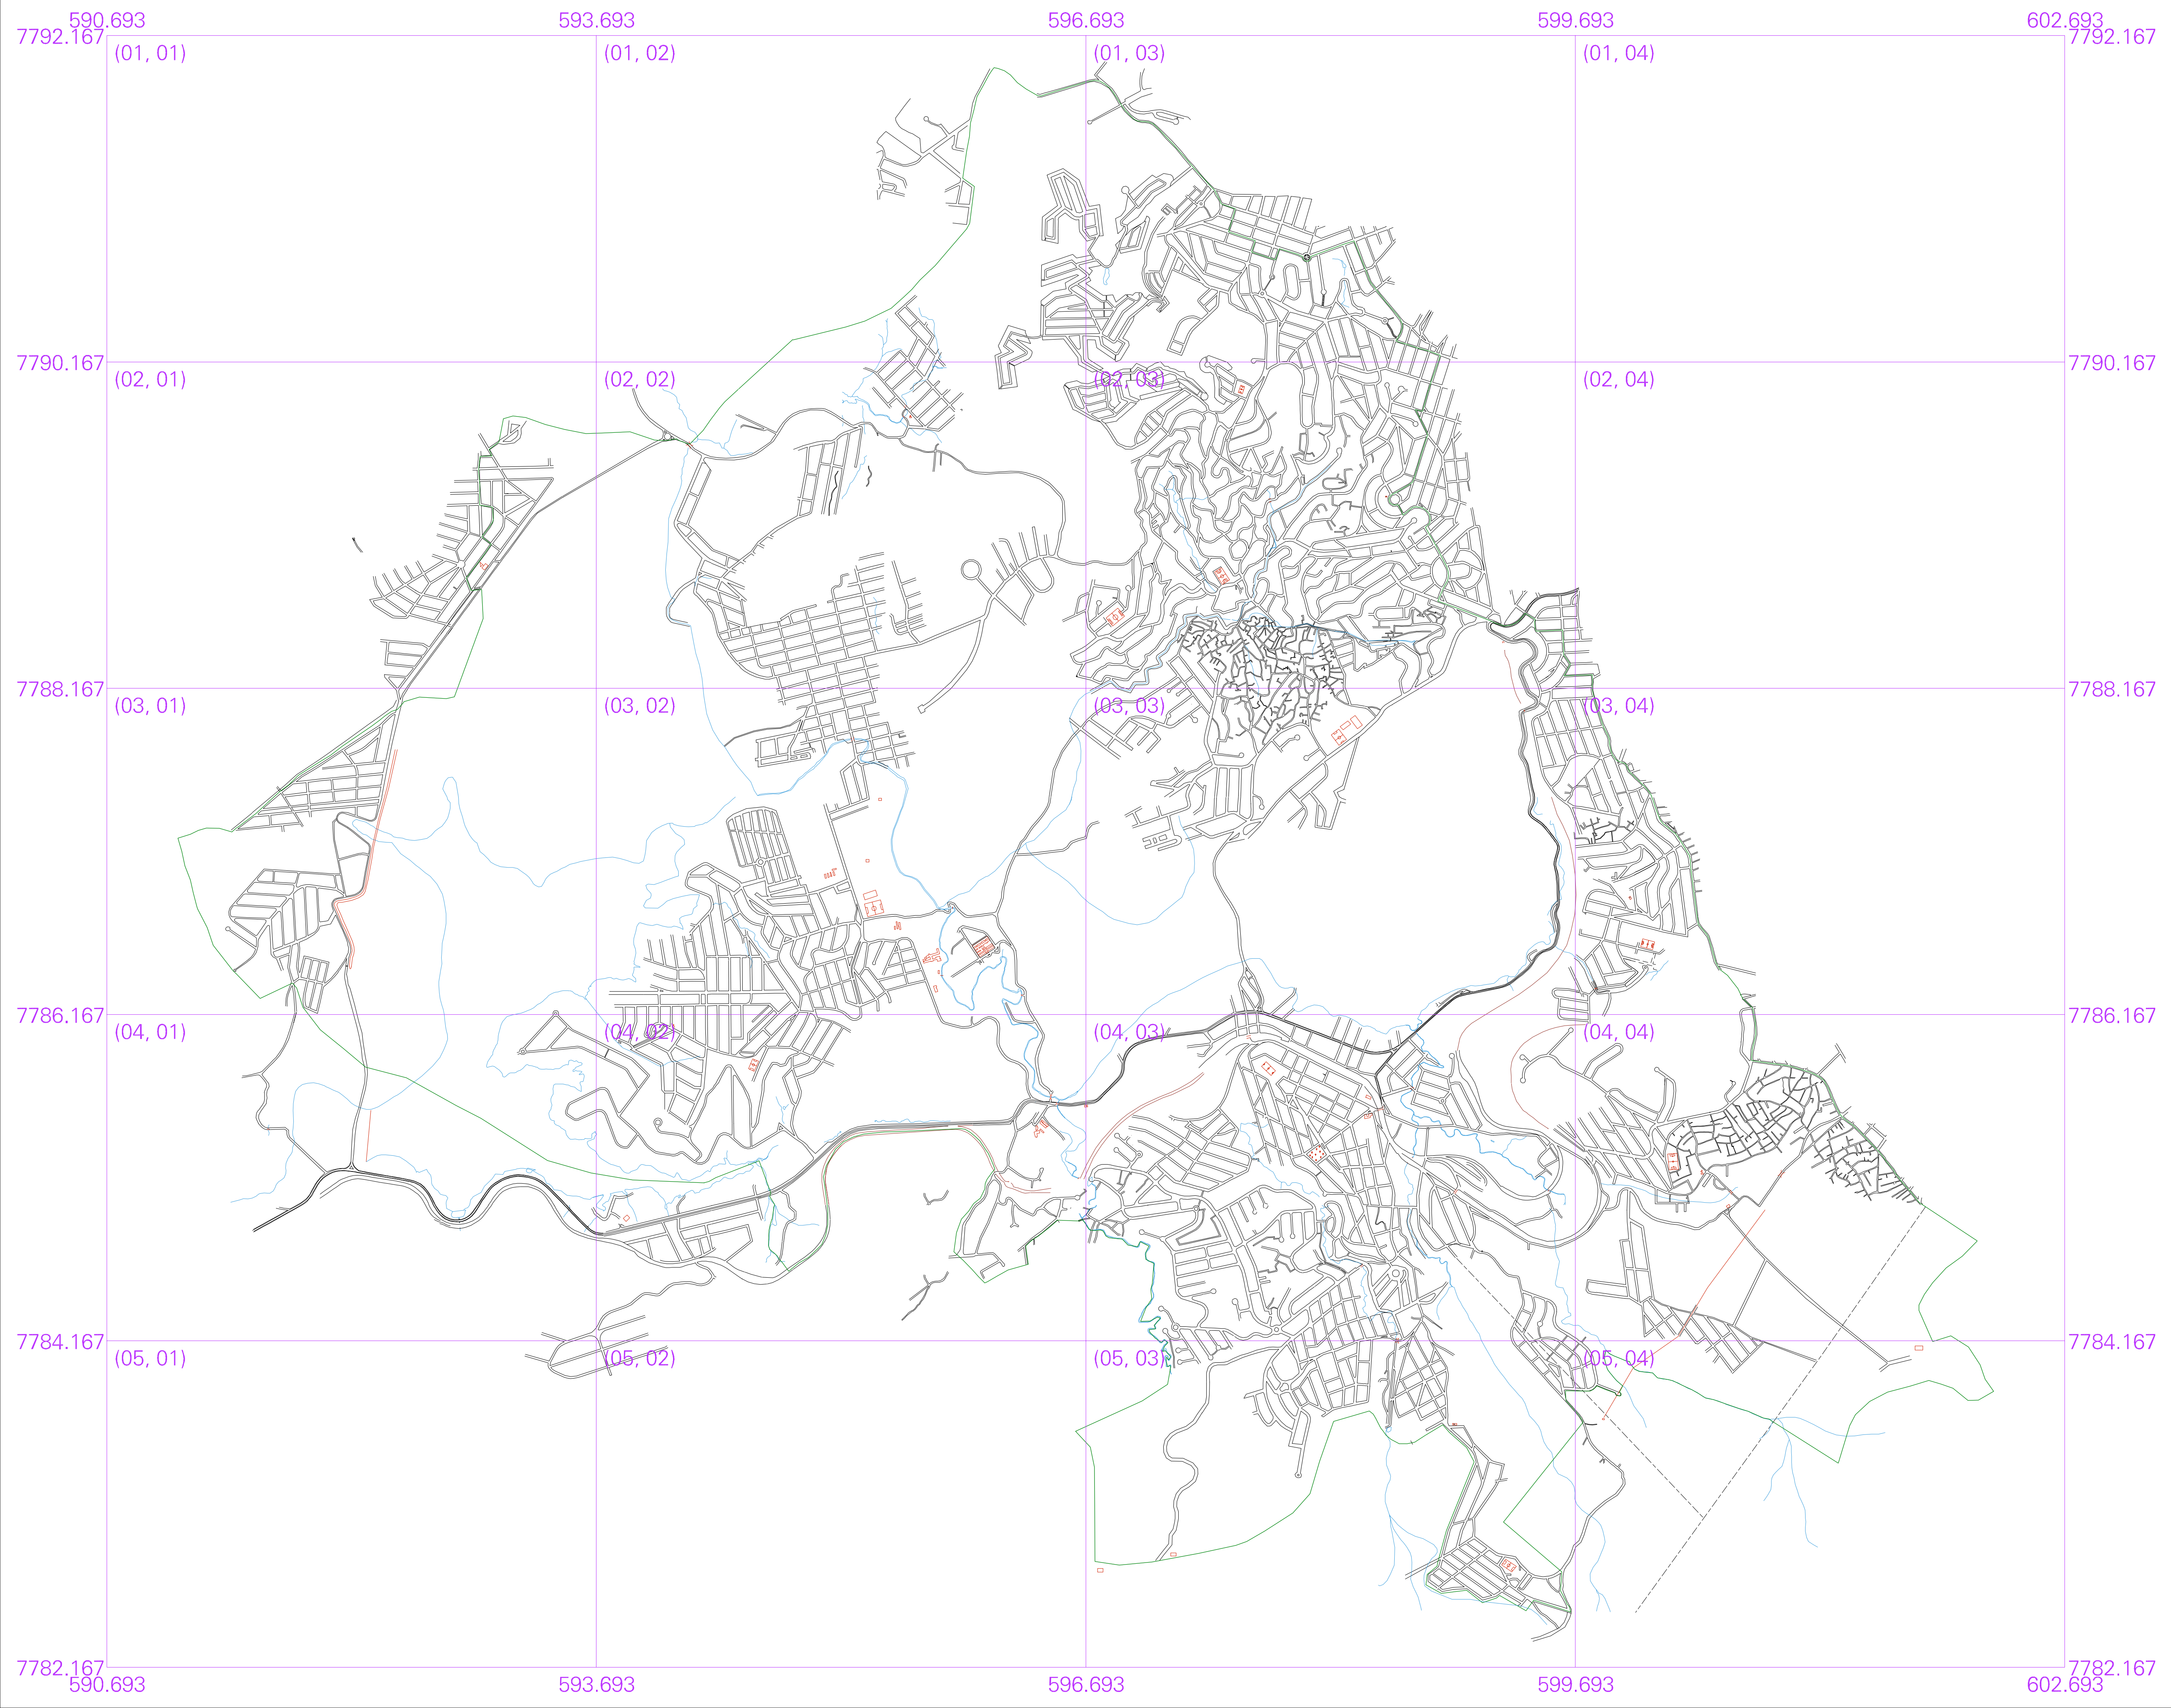 590.693 593.693 596.693 599.693 602.693
7792.167 7792.167
(01, 01) (01, 02) (01, 03) (01, 04)
7790.167 7790.167
(02, 01) (02, 02) (02, 03) (02, 04)
7788.167 7788.167
(03, 01) (03, 02) (03, 03) (03, 04)
7786.167 7786.167
(04, 01) (04, 02) (04, 03) (04, 04)
7784.167 7784.167
(05, 01) (05, 02) (05, 03) (05, 04)
7782.167 7782.167
590.693 593.693 596.693 599.693 602.693